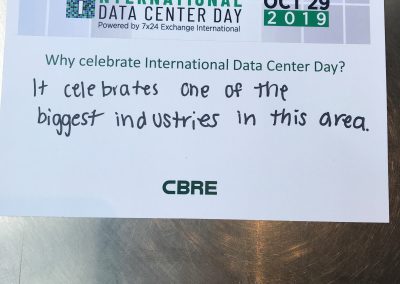 INTERNATIONAL
DATA CENTER DAY
Powered by 7x24 Exchange International
OCT 29
2019
Why celebrate International Data Center Day?
It celebrates one of the
biggest industries in this area.
CBRE